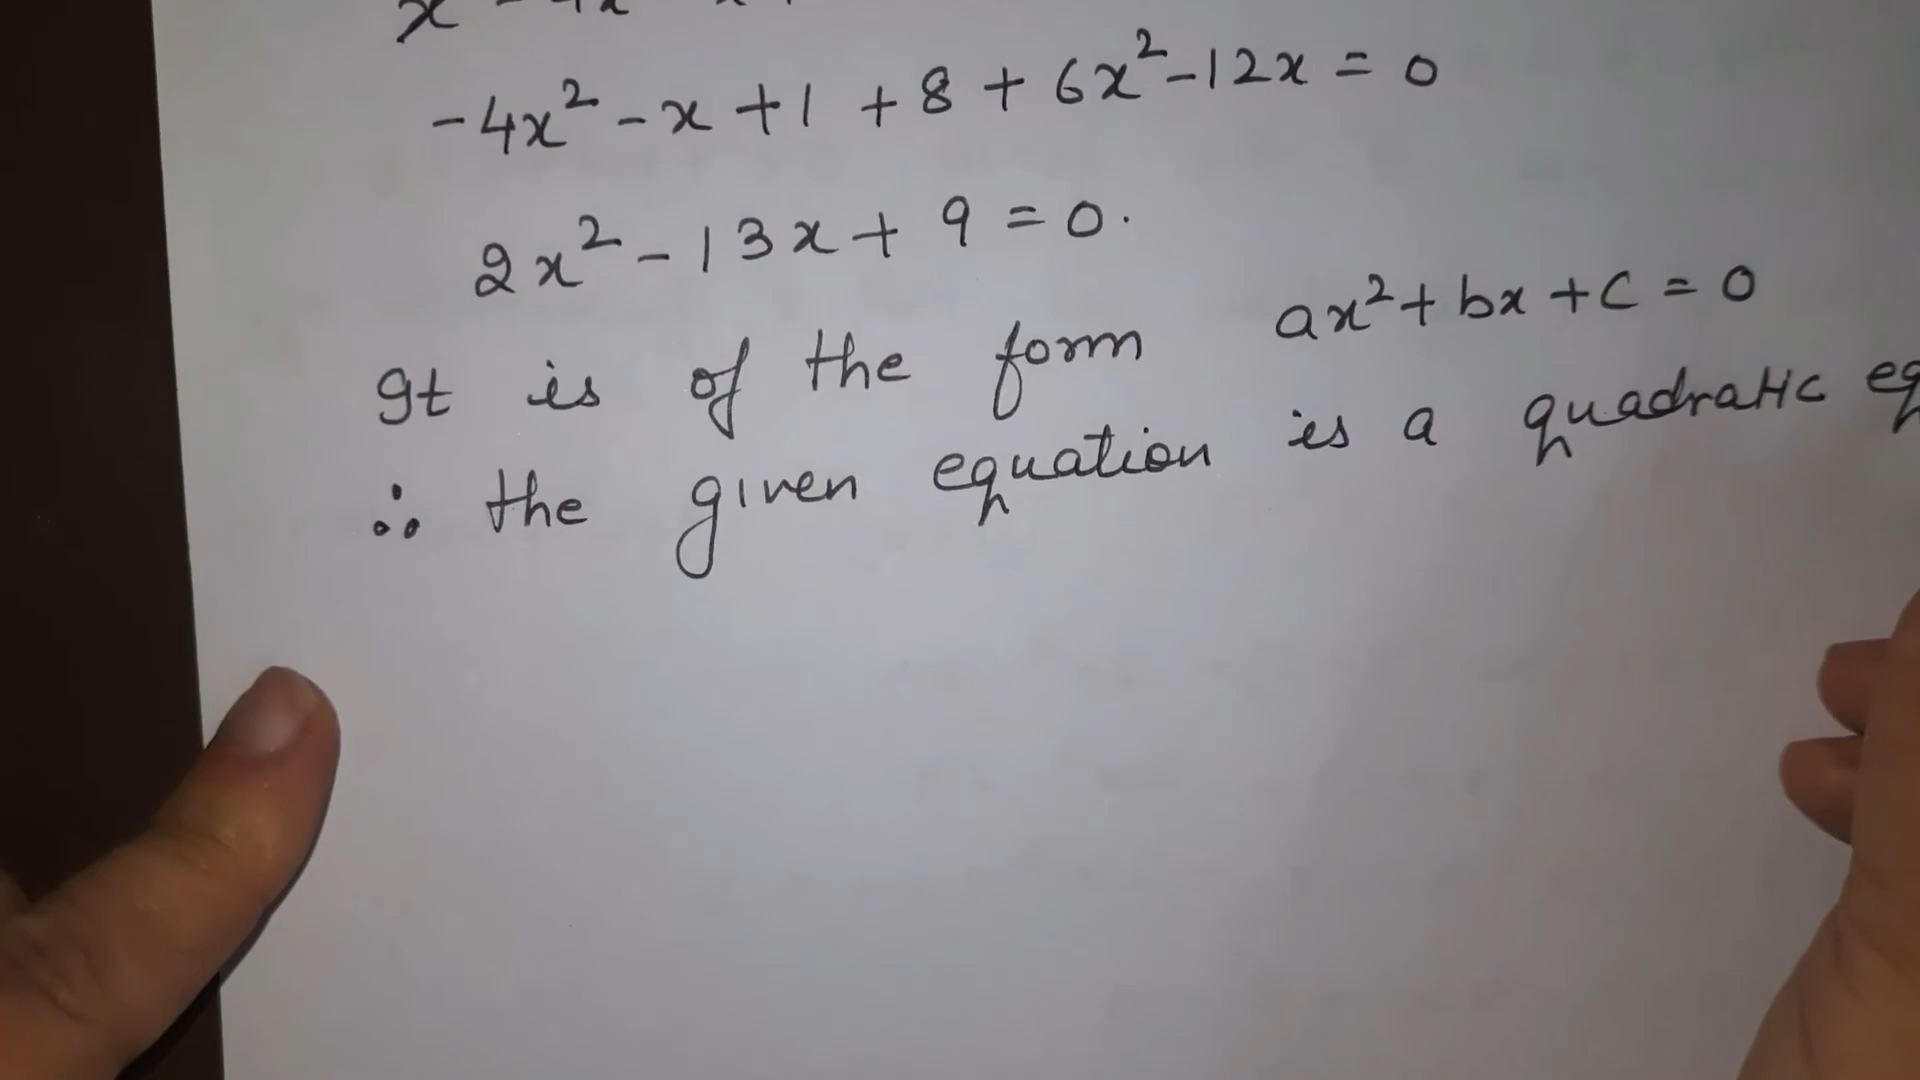 -4x² - x + 1 + 8 + 6x² - 12x = 0
2x² - 13x + 9 = 0.
It is of the form ax² + bx + c = 0
∴ the given equation is a quadratic eq